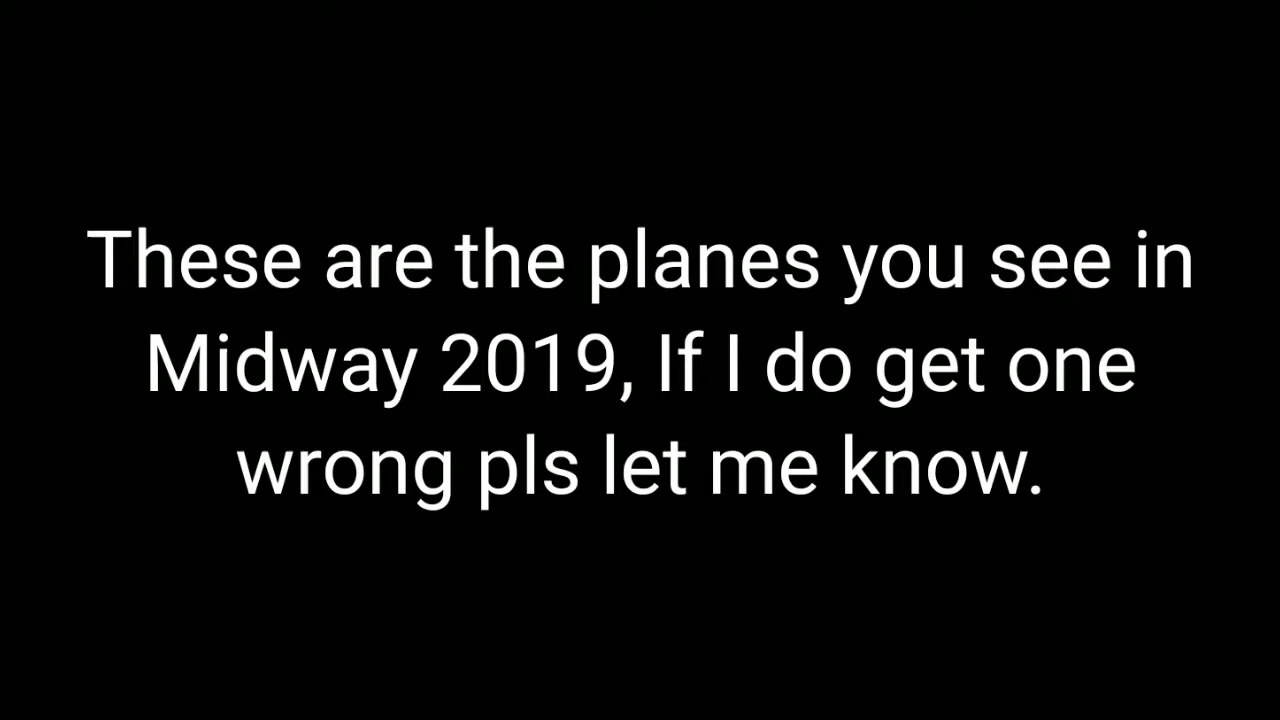 These are the planes you see in
Midway 2019, If I do get one
wrong pls let me know.